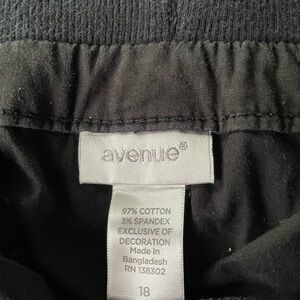 avenue®
97% COTTON
3% SPANDEX
EXCLUSIVE OF
DECORATION
Made in
Bangladesh
RN 138302
18